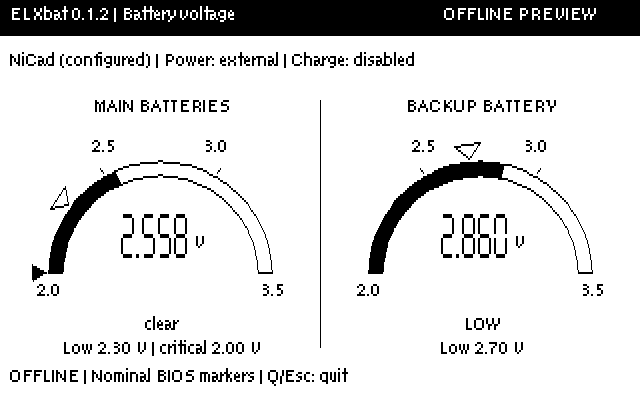 ELXbat 0.1.2 | Battery voltage OFFLINE PREVIEW
NiCad (configured) | Power: external | Charge: disabled
MAIN BATTERIES BACKUP BATTERY
2.5 3.0 2.5 3.0
2.558 V 2.860 V
2.0 3.5 2.0 3.5
clear LOW
Low 2.30 V | critical 2.00 V Low 2.70 V
OFFLINE | Nominal BIOS markers | Q/Esc: quit